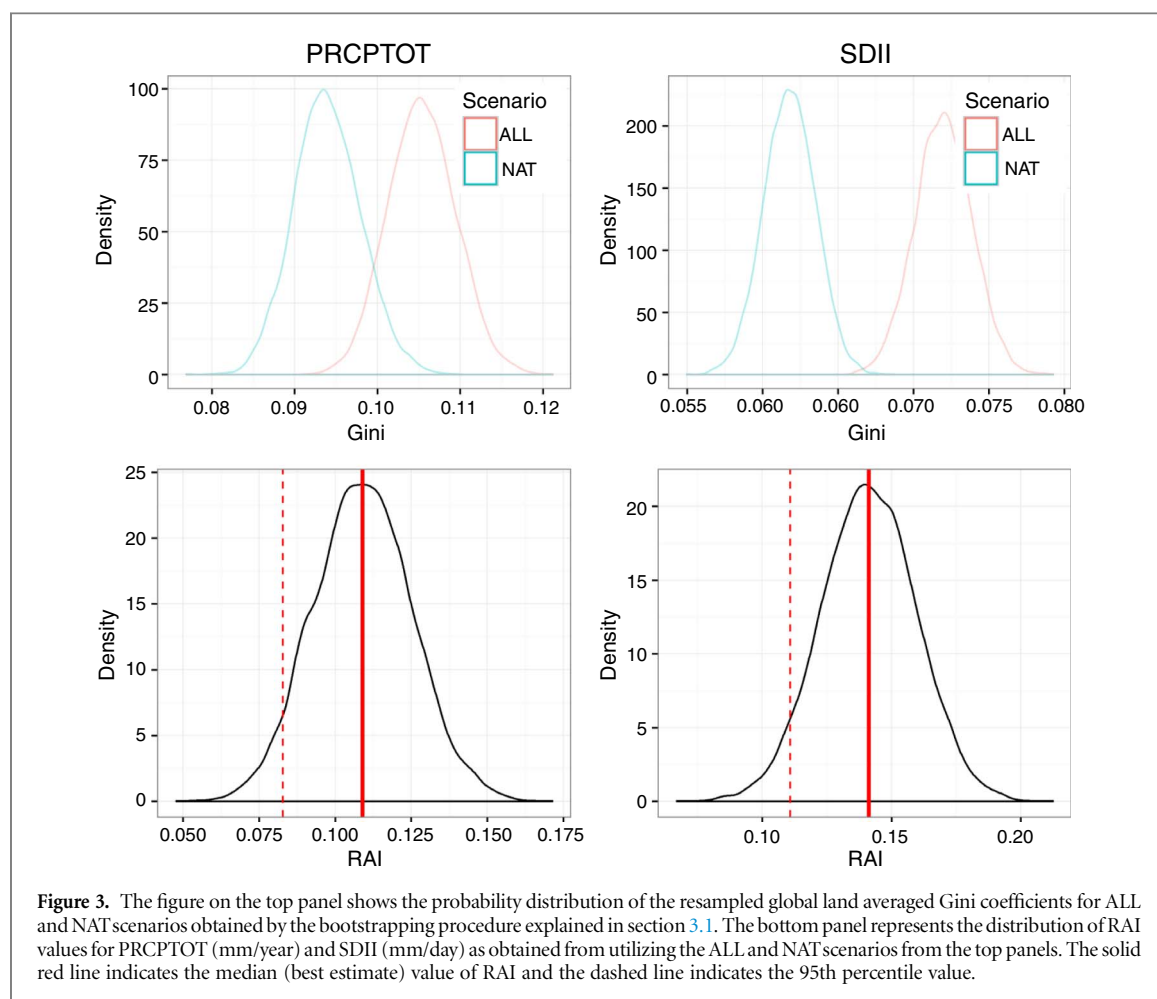 PRCPTOT
SDII
100
75
50
25
0
Density
Scenario
ALL
NAT
0.08 0.09 0.10 0.11 0.12
Gini
200
150
100
50
0
Density
Scenario
ALL
NAT
0.055 0.060 0.060 0.070 0.075 0.080
Gini
25
20
15
10
5
0
Density
0.050 0.075 0.100 0.125 0.150 0.175
RAI
20
15
10
5
0
Density
0.10 0.15 0.20
RAI
Figure 3. The figure on the top panel shows the probability distribution of the resampled global land averaged Gini coefficients for ALL
and NAT scenarios obtained by the bootstrapping procedure explained in section 3.1. The bottom panel represents the distribution of RAI
values for PRCPTOT (mm/year) and SDII (mm/day) as obtained from utilizing the ALL and NAT scenarios from the top panels. The solid
red line indicates the median (best estimate) value of RAI and the dashed line indicates the 95th percentile value.